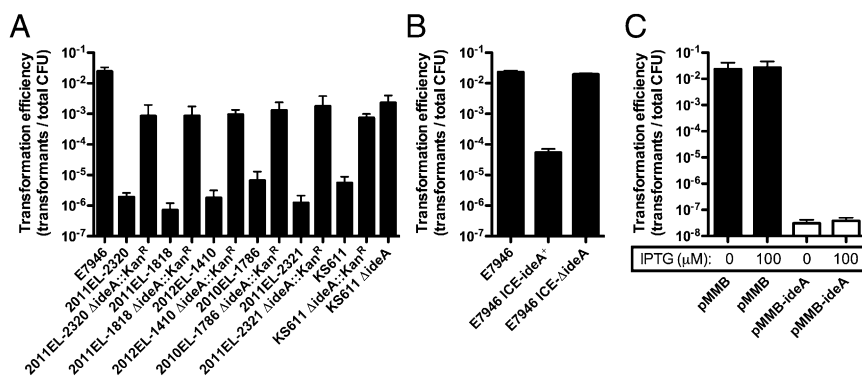 A
Transformation efficiency
(transformants / total CFU)
10-1
10-2
10-3
10-4
10-5
10-6
10-7
E7946
2011EL-2320
2011EL-2320 ΔideA::KanR
2011EL-1818
2011EL-1818 ΔideA::KanR
2012EL-1410
2012EL-1410 ΔideA::KanR
2010EL-1786
2010EL-1786 ΔideA::KanR
2011EL-2321
2011EL-2321 ΔideA::KanR
KS611
KS611 ΔideA::KanR
KS611 ΔideA
B
Transformation efficiency
(transformants / total CFU)
10-1
10-2
10-3
10-4
10-5
10-6
10-7
E7946
E7946 ICE-ideA+
E7946 ICE-ΔideA
C
Transformation efficiency
(transformants / total CFU)
10-1
10-2
10-3
10-4
10-5
10-6
10-7
10-8
IPTG (μM): 0 100 0 100
pMMB
pMMB
pMMB-ideA
pMMB-ideA